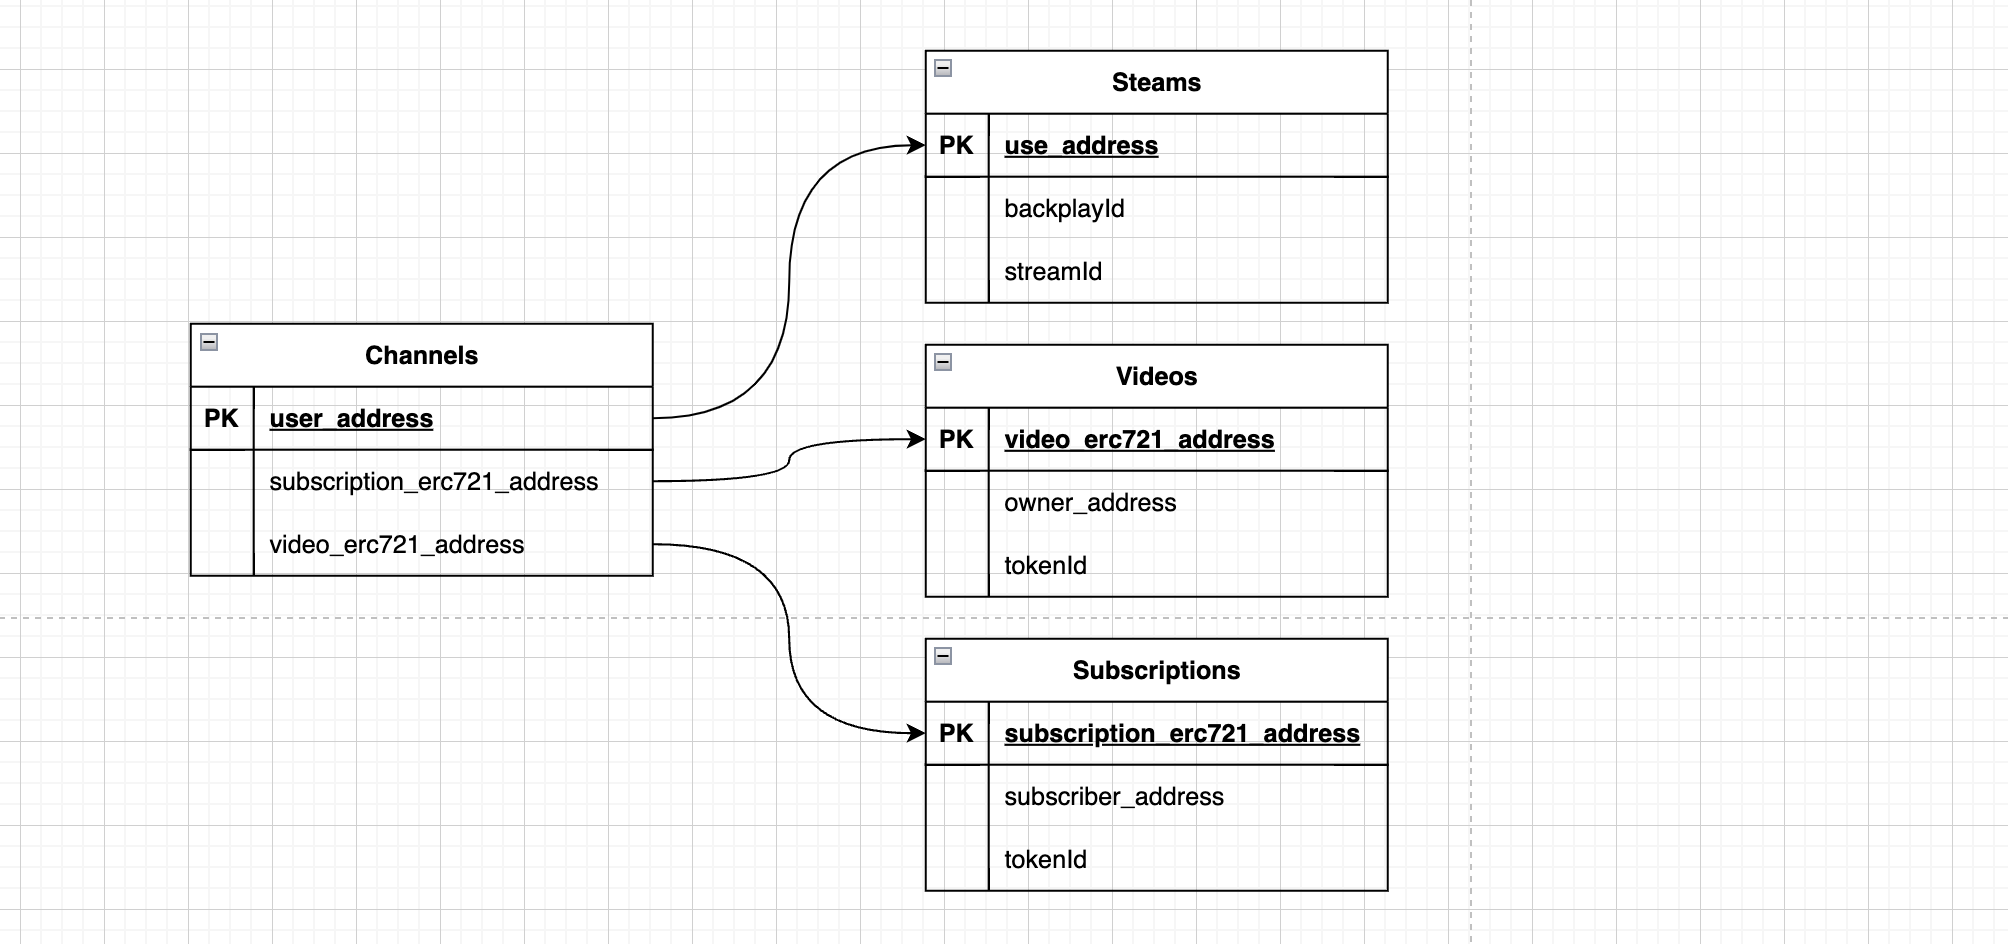 Steams
PK use_address
backplayId
streamId
Channels
PK user_address
subscription_erc721_address
video_erc721_address
Videos
PK video_erc721_address
owner_address
tokenId
Subscriptions
PK subscription_erc721_address
subscriber_address
tokenId